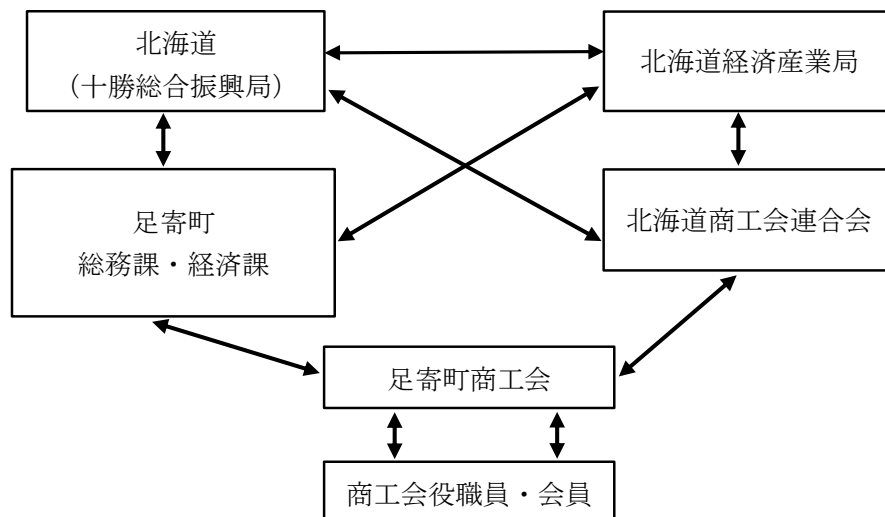 北海道
（十勝総合振興局）
北海道経済産業局
足寄町
総務課・経済課
北海道商工会連合会
足寄町商工会
商工会役職員・会員